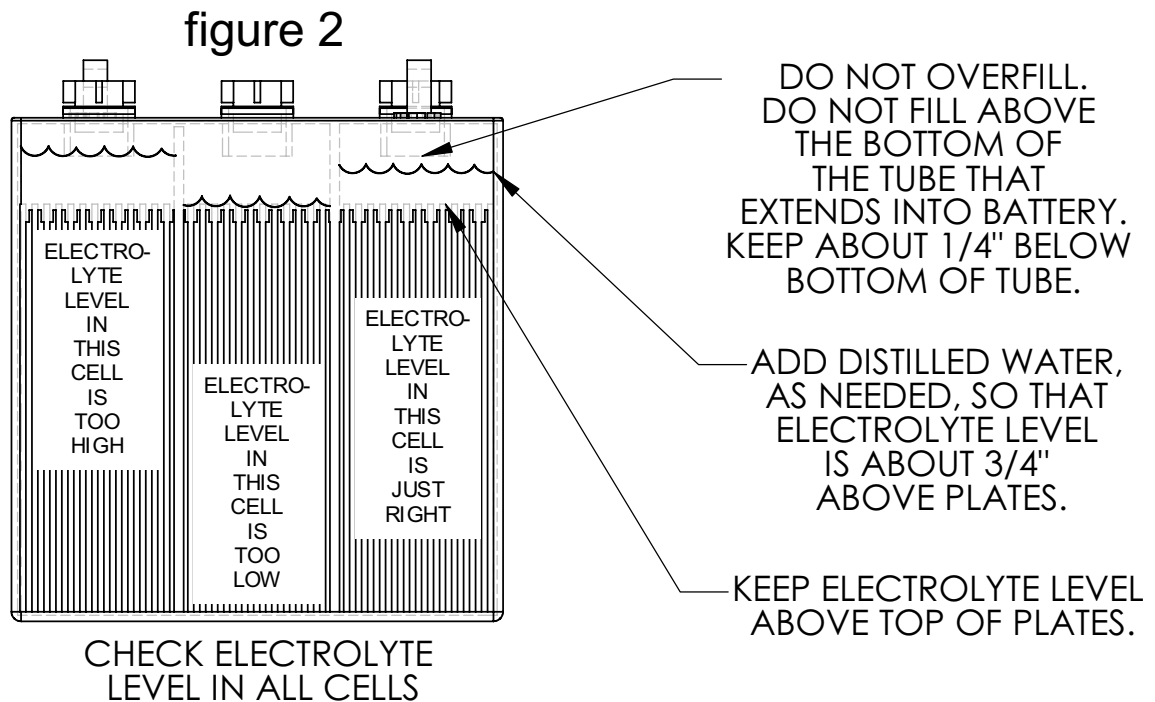 figure 2
DO NOT OVERFILL.
DO NOT FILL ABOVE
THE BOTTOM OF
THE TUBE THAT
EXTENDS INTO BATTERY.
KEEP ABOUT 1/4" BELOW
BOTTOM OF TUBE.
ELECTRO-
LYTE
LEVEL
IN
THIS
CELL
IS
TOO
HIGH
ELECTRO-
LYTE
LEVEL
IN
THIS
CELL
IS
TOO
LOW
ELECTRO-
LYTE
LEVEL
IN
THIS
CELL
IS
JUST
RIGHT
ADD DISTILLED WATER,
AS NEEDED, SO THAT
ELECTROLYTE LEVEL
IS ABOUT 3/4"
ABOVE PLATES.
KEEP ELECTROLYTE LEVEL
ABOVE TOP OF PLATES.
CHECK ELECTROLYTE
LEVEL IN ALL CELLS